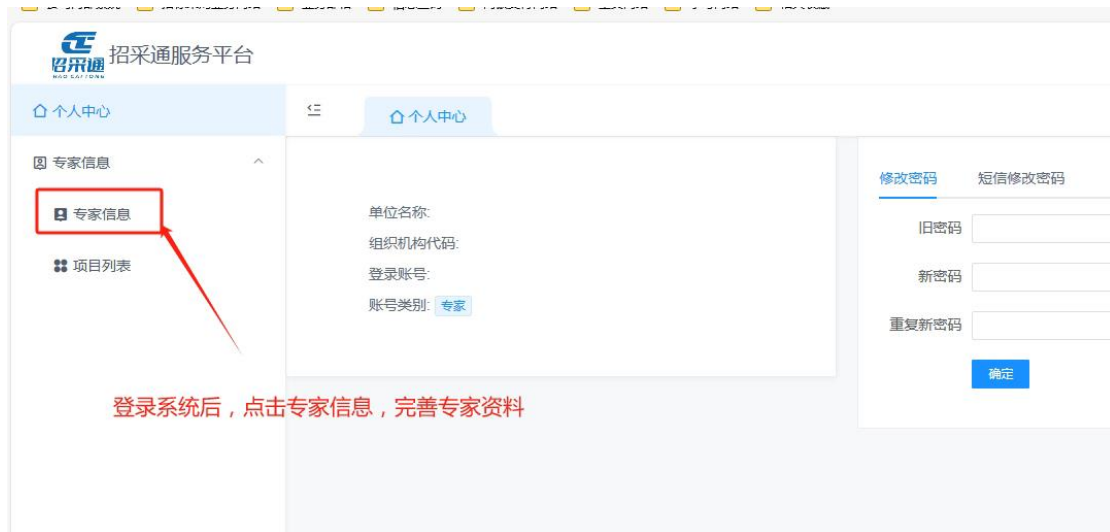 招采通服务平台
招采通
个人中心
个人中心
专家信息
专家信息
项目列表
单位名称:
组织机构代码:
登录账号:
账号类别: 专家
修改密码 短信修改密码
旧密码
新密码
重复新密码
确定
登录系统后，点击专家信息，完善专家资料